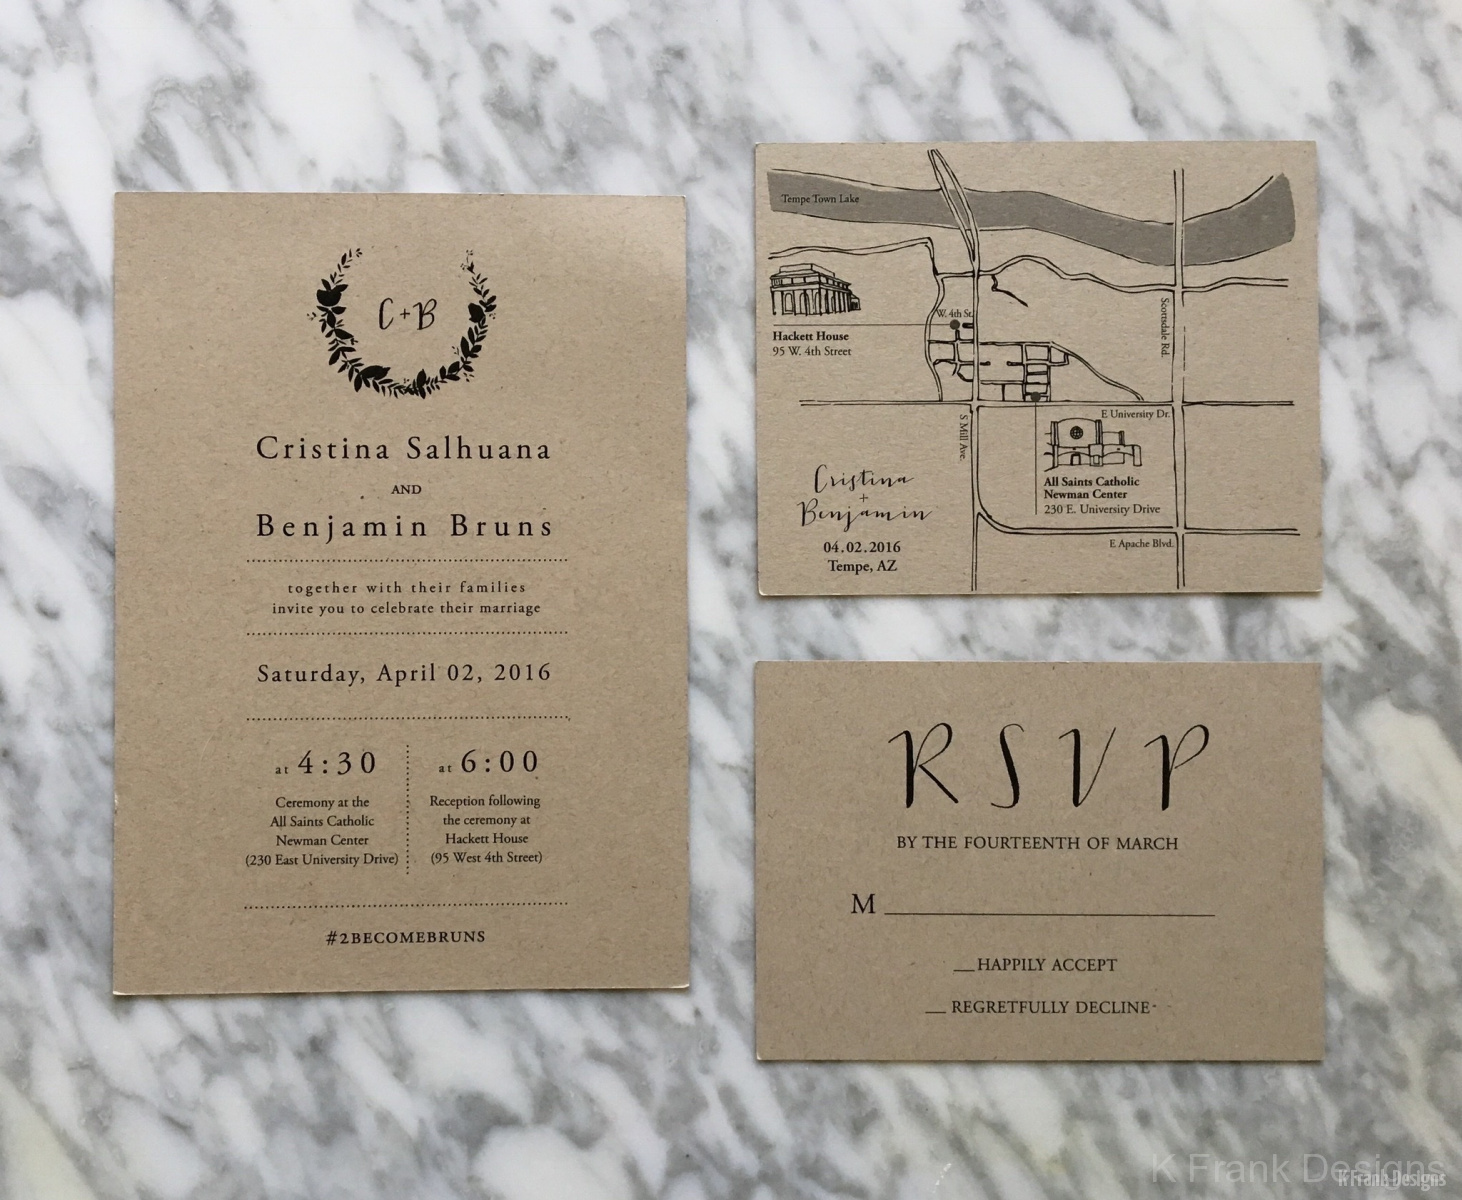 C + B
Cristina Salhuana
AND
Benjamin Bruns
together with their families
invite you to celebrate their marriage
Saturday, April 02, 2016
at 4:30
Ceremony at the
All Saints Catholic
Newman Center
(230 East University Drive)
at 6:00
Reception following
the ceremony at
Hackett House
(95 West 4th Street)
#2BECOMEBRUNS
Tempe Town Lake
W. 4th St.
Hackett House
95 W. 4th Street
Scottsdale Rd.
E University Dr.
S Mill Ave.
All Saints Catholic
Newman Center
230 E. University Drive
Cristina
+
Benjamin
04.02.2016
Tempe, AZ
E Apache Blvd.
RSVP
BY THE FOURTEENTH OF MARCH
M
HAPPILY ACCEPT
REGRETFULLY DECLINE
K Frank Designs
K Frank Designs